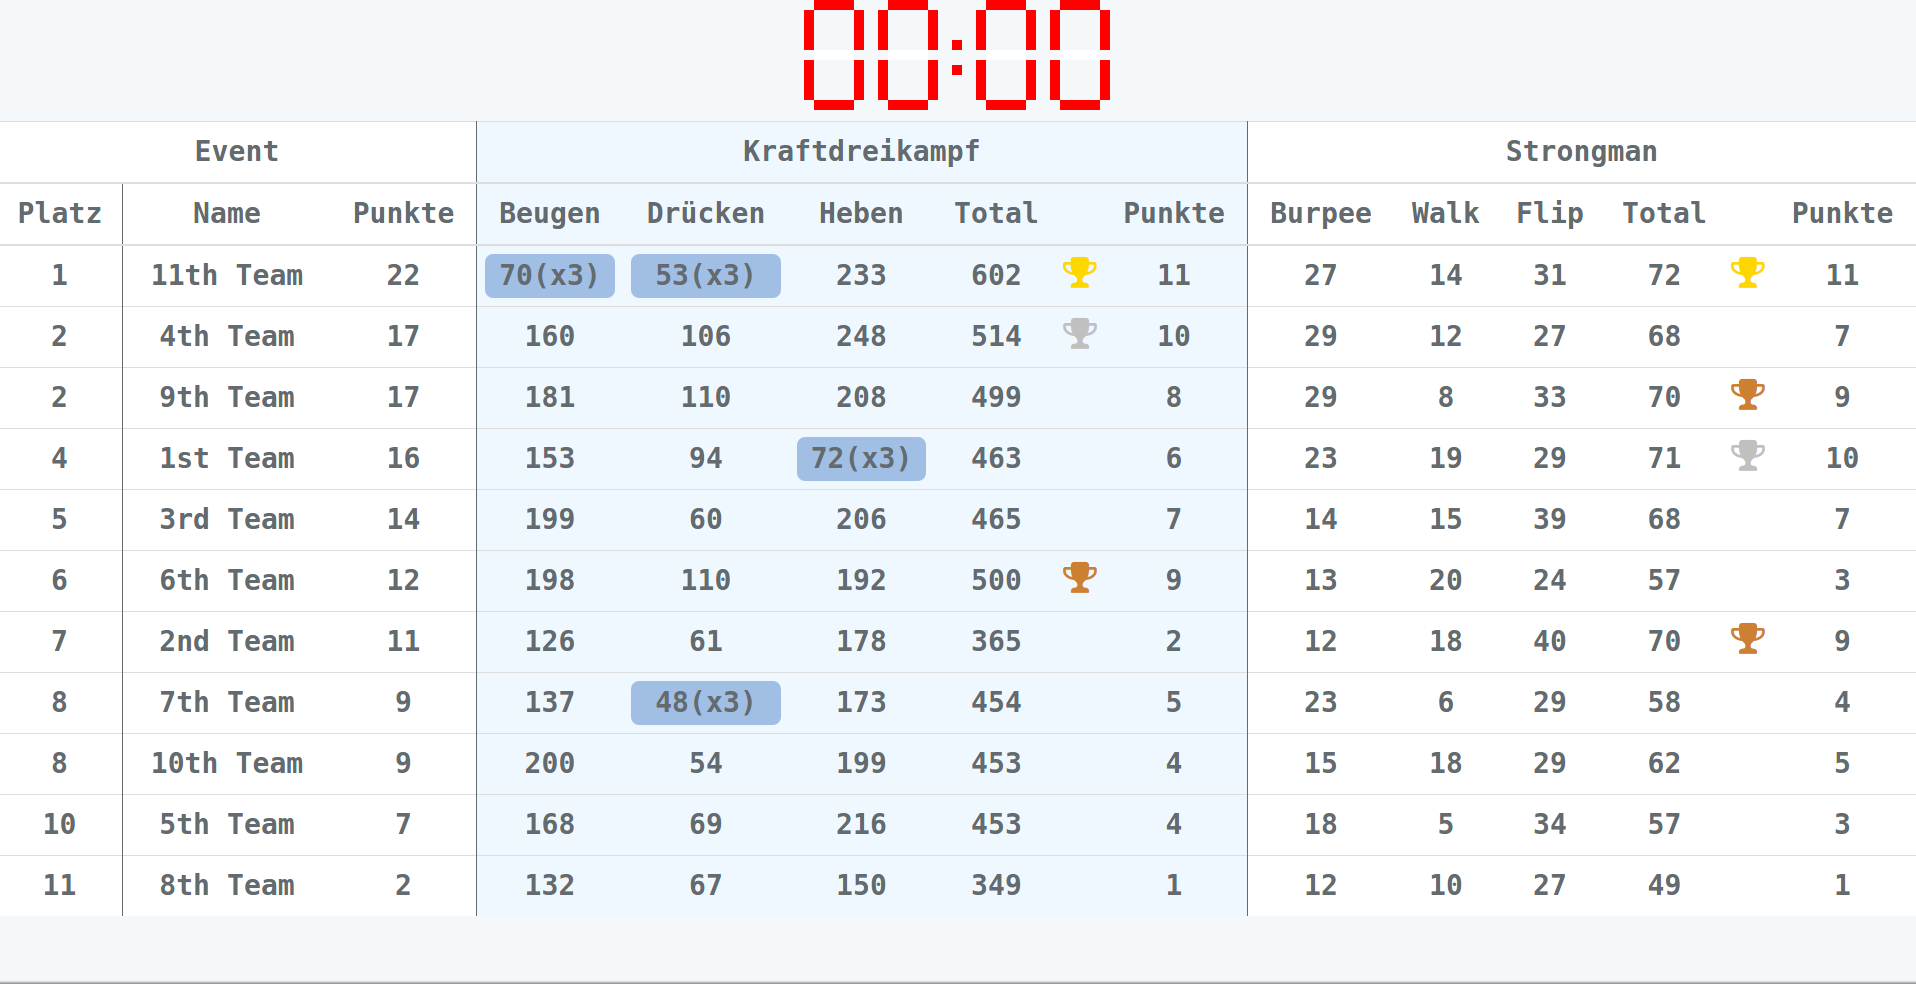 00:00
Event Kraftdreikampf Strongman
Platz Name Punkte Beugen Drücken Heben Total Punkte Burpee Walk Flip Total Punkte
1 11th Team 22 70(x3) 53(x3) 233 602 11 27 14 31 72 11
2 4th Team 17 160 106 248 514 10 29 12 27 68 7
2 9th Team 17 181 110 208 499 8 29 8 33 70 9
4 1st Team 16 153 94 72(x3) 463 6 23 19 29 71 10
5 3rd Team 14 199 60 206 465 7 14 15 39 68 7
6 6th Team 12 198 110 192 500 9 13 20 24 57 3
7 2nd Team 11 126 61 178 365 2 12 18 40 70 9
8 7th Team 9 137 48(x3) 173 454 5 23 6 29 58 4
8 10th Team 9 200 54 199 453 4 15 18 29 62 5
10 5th Team 7 168 69 216 453 4 18 5 34 57 3
11 8th Team 2 132 67 150 349 1 12 10 27 49 1